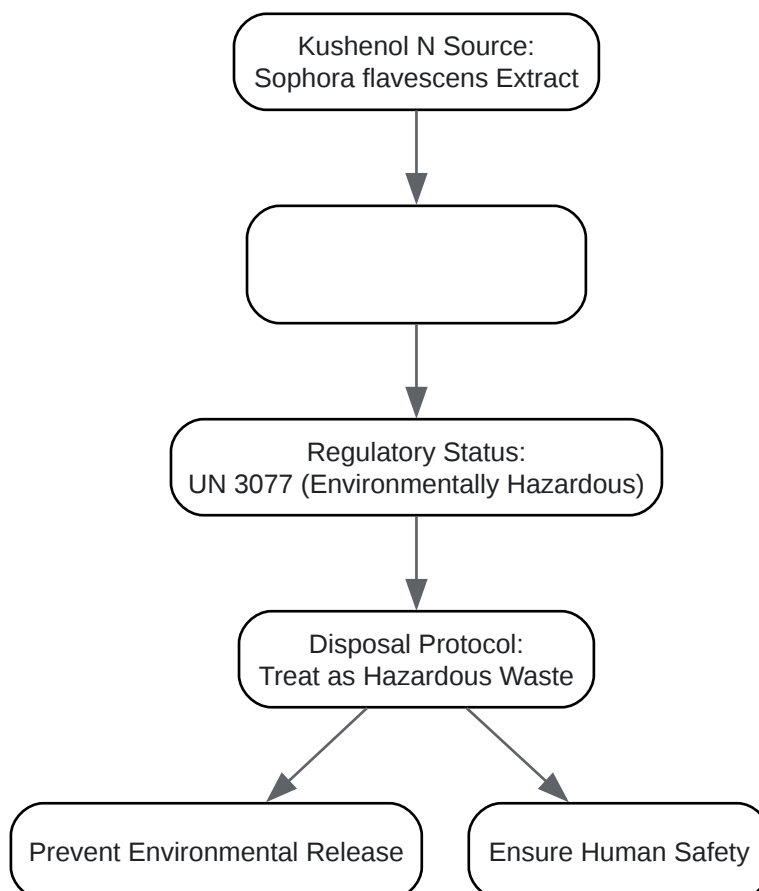 Kushenol N Source:
Sophora flavescens Extract
Regulatory Status:
UN 3077 (Environmentally Hazardous)
Disposal Protocol:
Treat as Hazardous Waste
Prevent Environmental Release
Ensure Human Safety